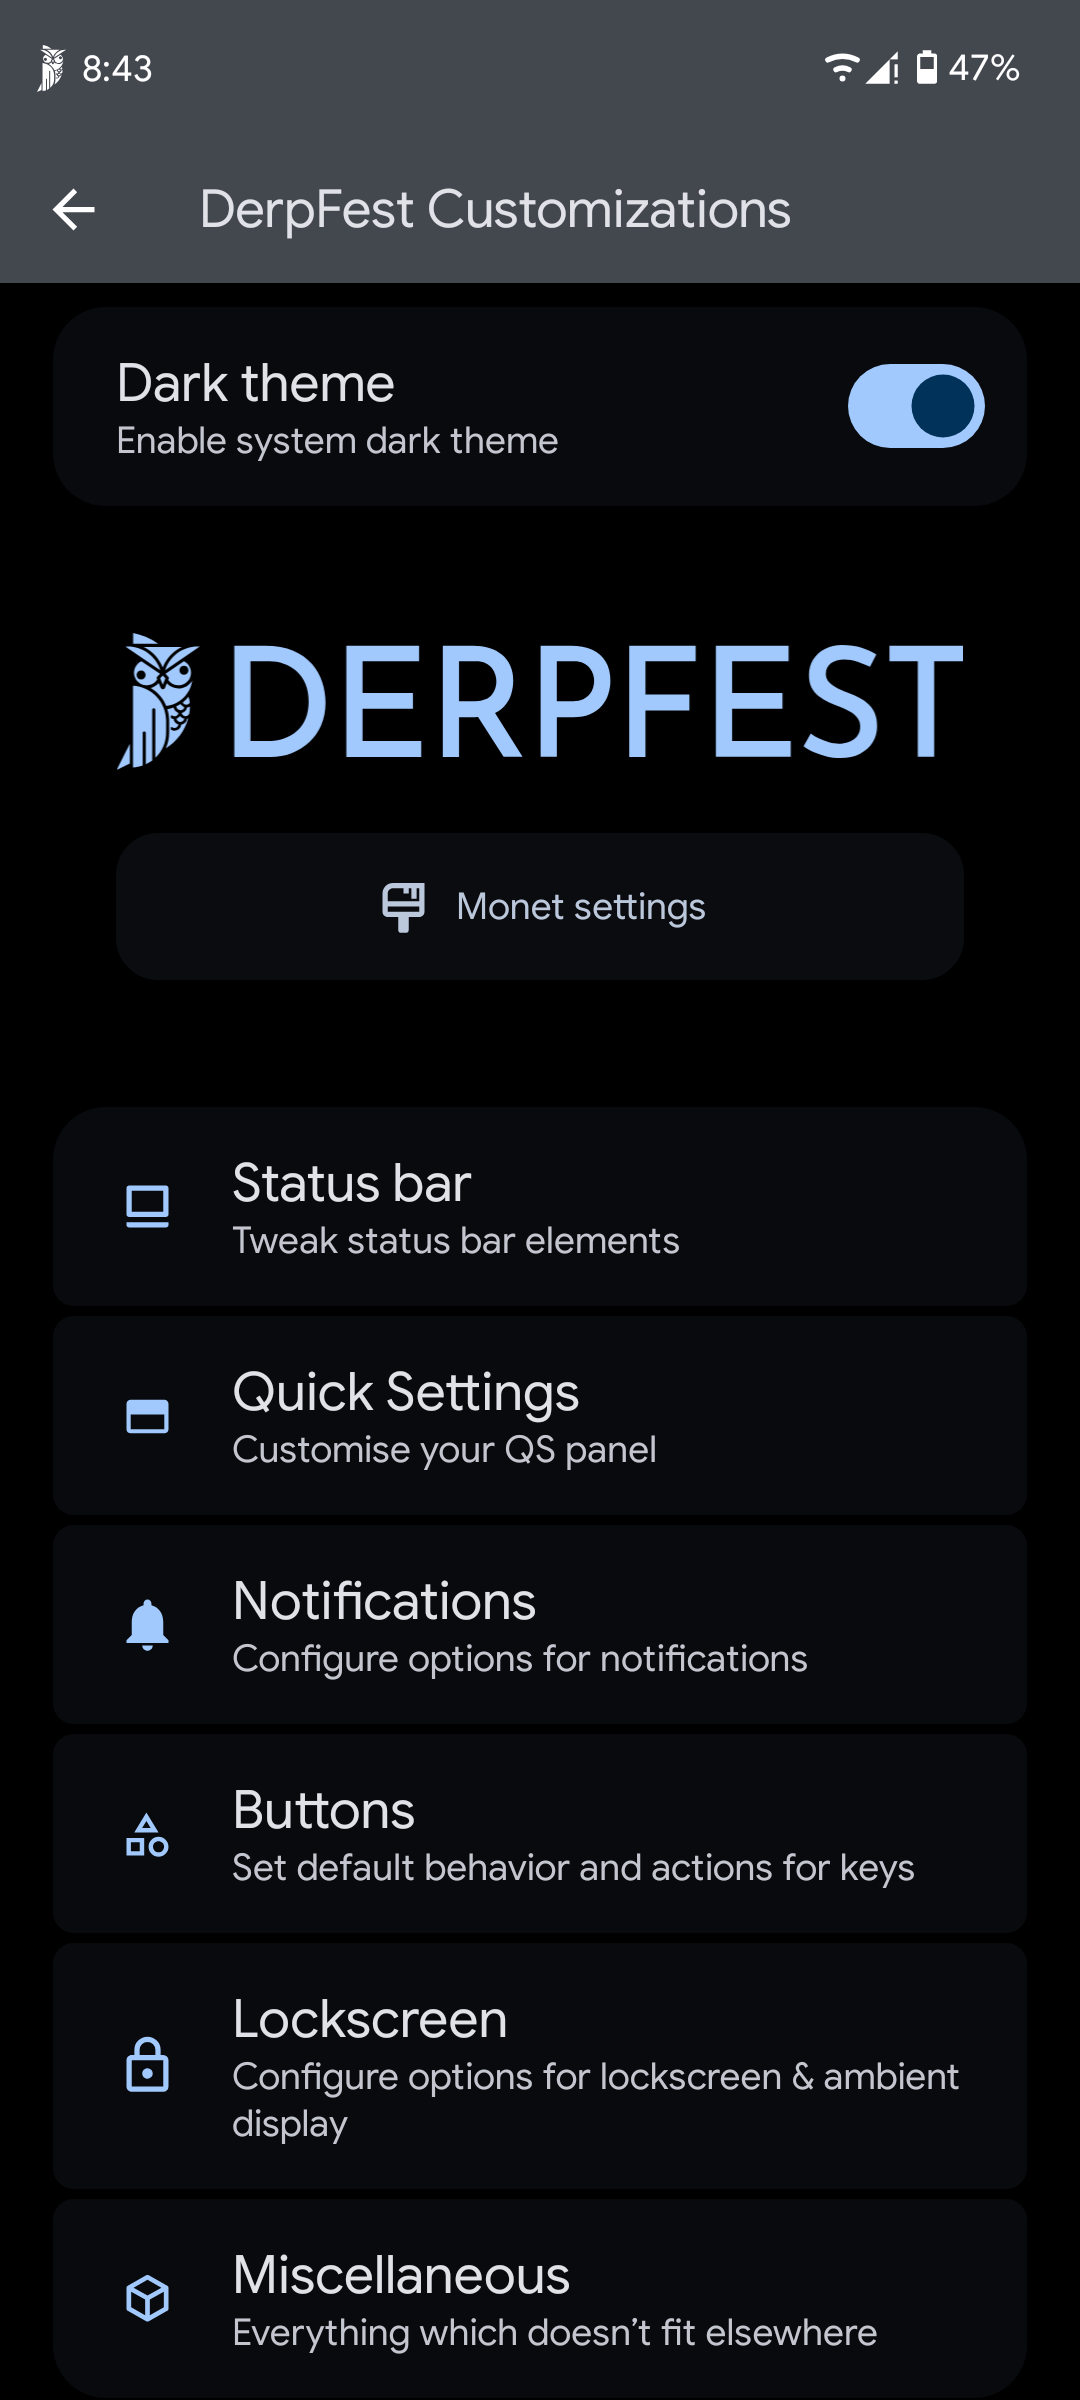 8:43
47%
DerpFest Customizations
Dark theme
Enable system dark theme
DERPFEST
Monet settings
Status bar
Tweak status bar elements
Quick Settings
Customise your QS panel
Notifications
Configure options for notifications
Buttons
Set default behavior and actions for keys
Lockscreen
Configure options for lockscreen & ambient
display
Miscellaneous
Everything which doesn’t fit elsewhere